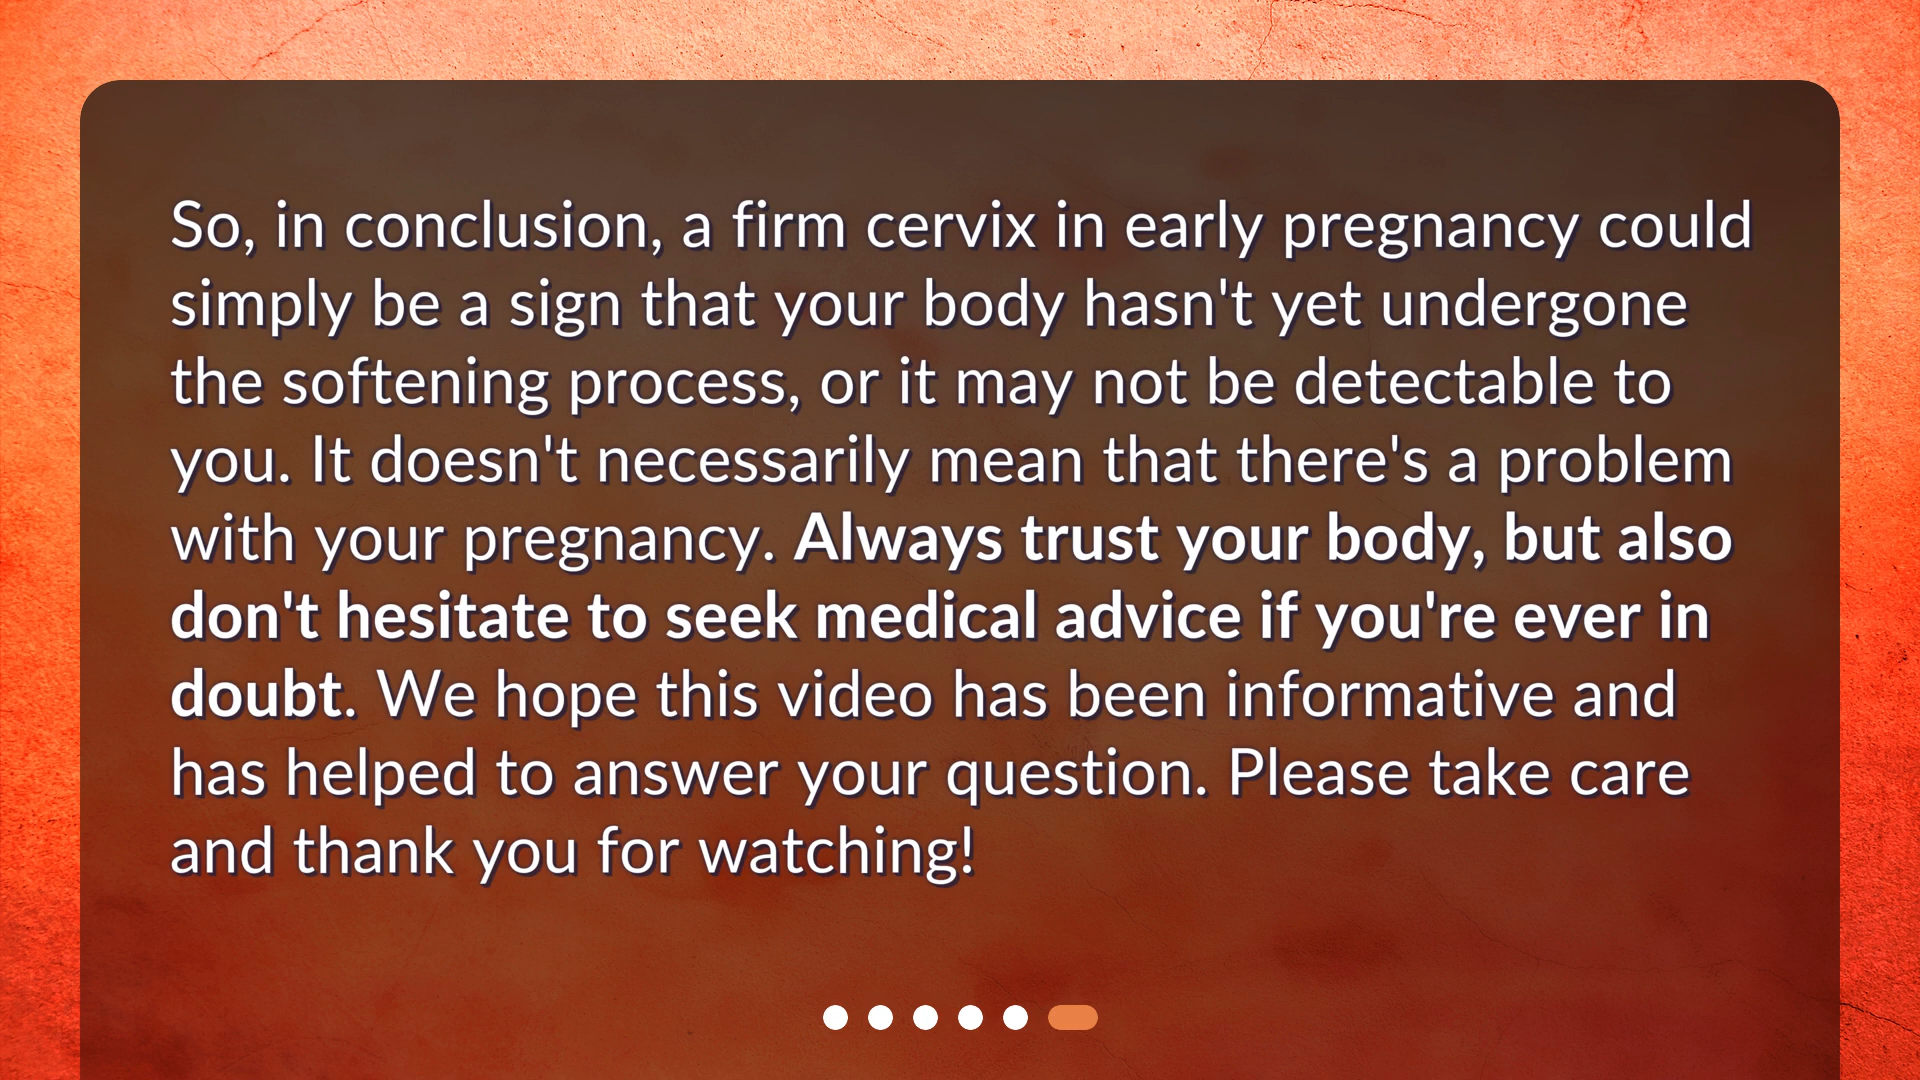 So, in conclusion, a firm cervix in early pregnancy could
simply be a sign that your body hasn't yet undergone
the softening process, or it may not be detectable to
you. It doesn't necessarily mean that there's a problem
with your pregnancy. Always trust your body, but also
don't hesitate to seek medical advice if you're ever in
doubt. We hope this video has been informative and
has helped to answer your question. Please take care
and thank you for watching!